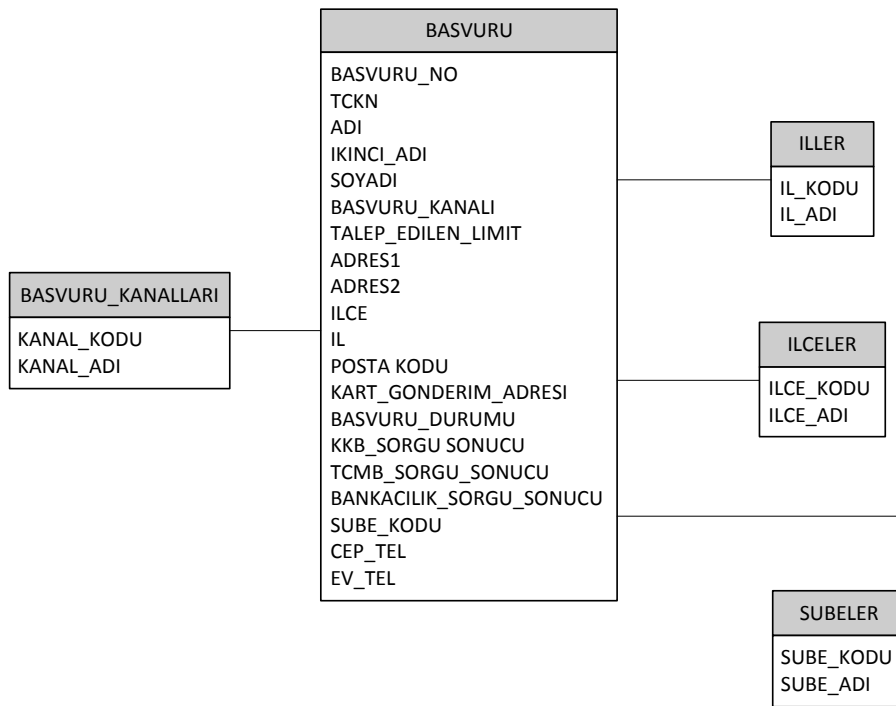 BASVURU
BASVURU_NO
TCKN
ADI
IKINCI_ADI
SOYADI
BASVURU_KANALI
TALEP_EDILEN_LIMIT
ADRES1
ADRES2
ILCE
IL
POSTA KODU
KART_GONDERIM_ADRESI
BASVURU_DURUMU
KKB_SORGU SONUCU
TCMB_SORGU_SONUCU
BANKACILIK_SORGU_SONUCU
SUBE_KODU
CEP_TEL
EV_TEL
BASVURU_KANALLARI
KANAL_KODU
KANAL_ADI
ILLER
IL_KODU
IL_ADI
ILCELER
ILCE_KODU
ILCE_ADI
SUBELER
SUBE_KODU
SUBE_ADI